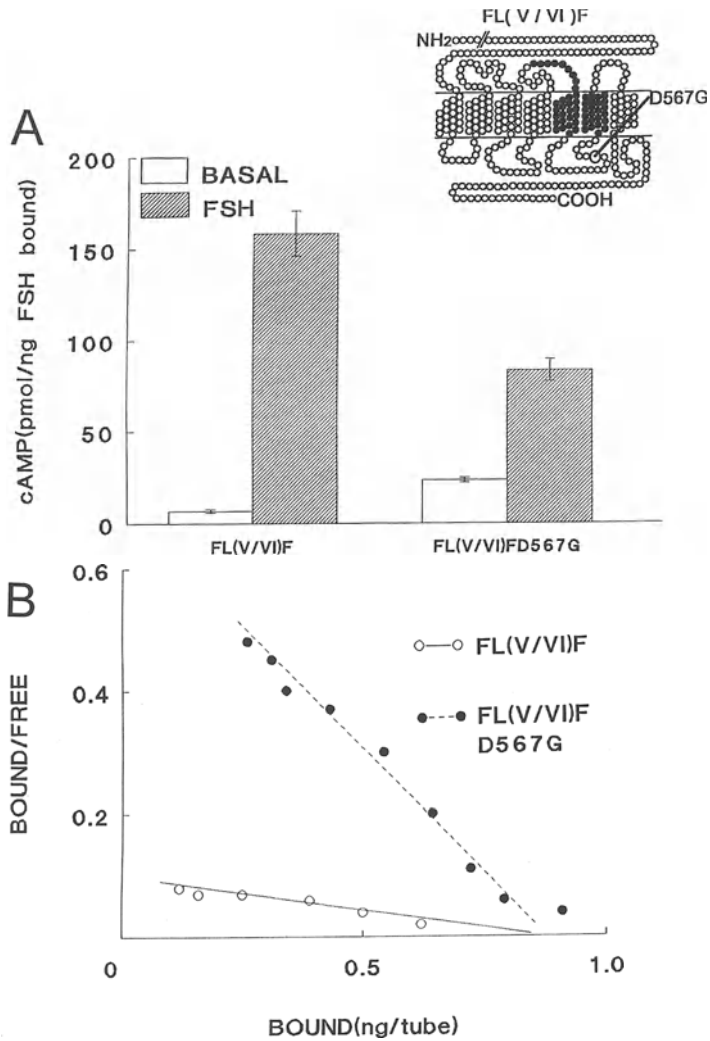 FL(V/VI)F
NH2
D567G
COOH
A
BASAL
FSH
cAMP(pmol/ng FSH bound)
200
150
100
50
0
FL(V/VI)F
FL(V/VI)FD567G
B
0.6
0.4
0.2
BOUND/FREE
FL(V/VI)F
FL(V/VI)F
D567G
0
0.5
1.0
BOUND(ng/tube)